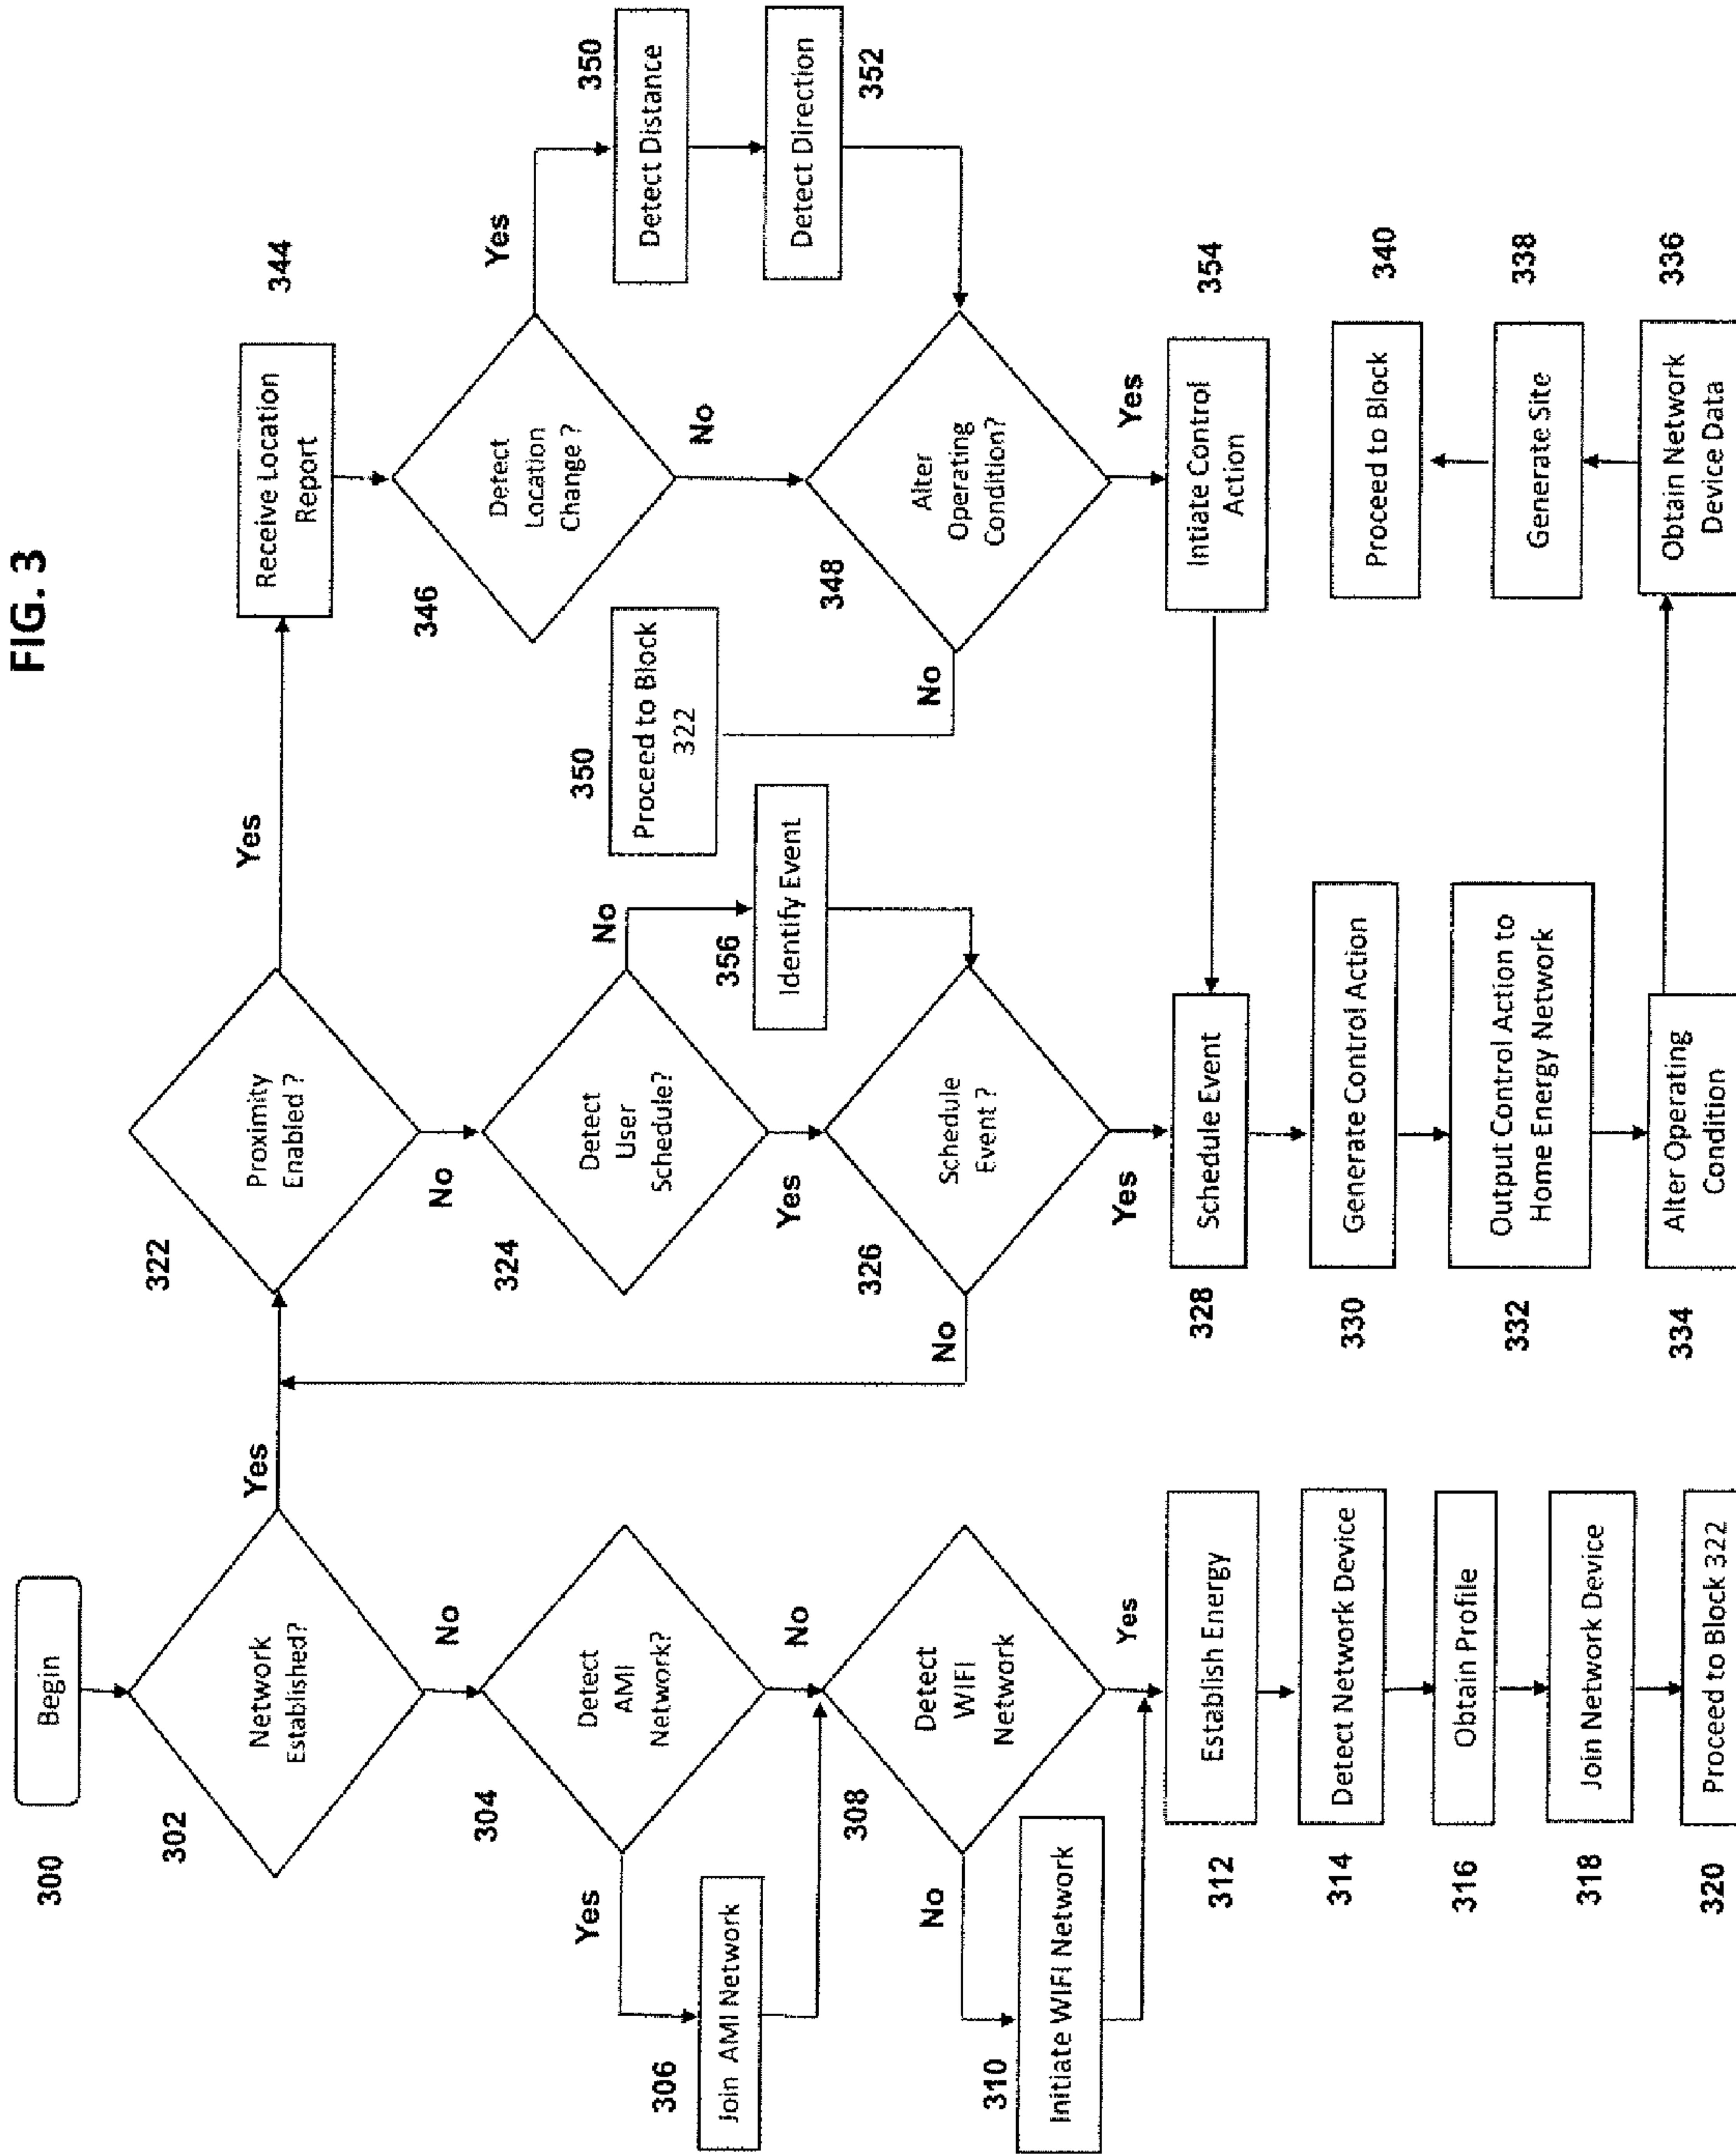 FIG. 3
300
Begin
302
Network
Established?
Yes
No
304
Detect
AMI
Network?
Yes
No
306
Join AMI Network
308
Detect
WIFI
Network
No
Yes
310
Initiate WIFI Network
312
Establish Energy
314
Detect Network Device
316
Obtain Profile
318
Join Network Device
320
Proceed to Block 322
322
Proximity
Enabled ?
Yes
No
324
Detect
User
Schedule?
No
Yes
356
Identify Event
326
Schedule
Event ?
No
Yes
328
Schedule Event
330
Generate Control Action
332
Output Control Action to
Home Energy Network
334
Alter Operating
Condition
344
Receive Location
Report
346
Detect
Location
Change ?
Yes
No
350
Detect Distance
352
Detect Direction
350
Proceed to Block
322
348
Alter
Operating
Condition?
No
Yes
354
Intiate Control
Action
340
Proceed to Block
338
Generate Site
336
Obtain Network
Device Data